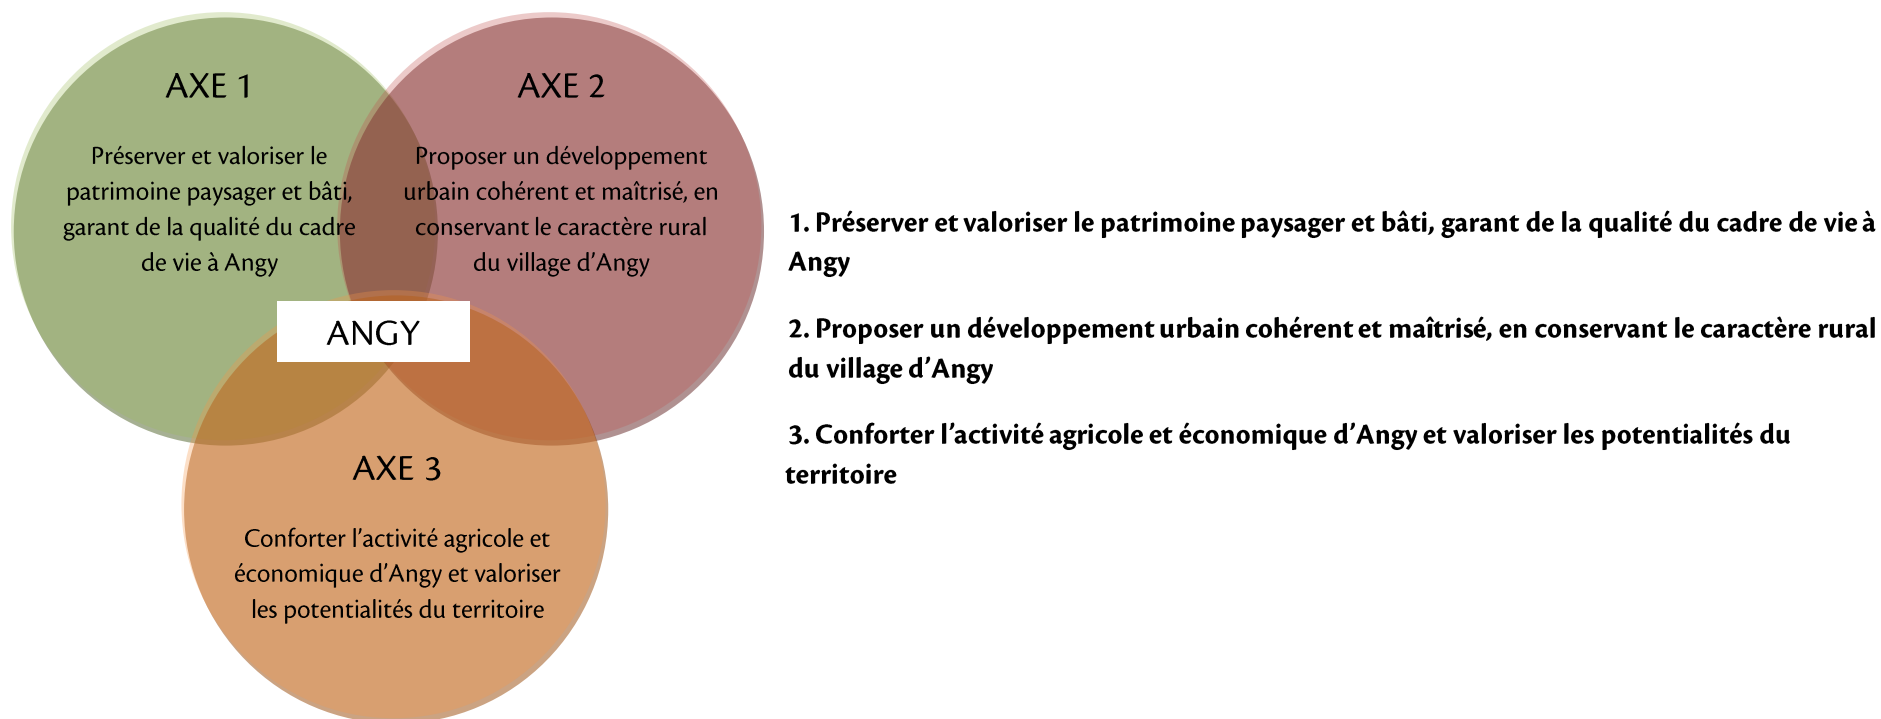 AXE 1
Préserver et valoriser le
patrimoine paysager et bâti,
garant de la qualité du cadre
de vie à Angy
AXE 2
Proposer un développement
urbain cohérent et maîtrisé, en
conservant le caractère rural
du village d’Angy
ANGY
AXE 3
Conforter l’activité agricole et
économique d’Angy et valoriser
les potentialités du territoire
1. Préserver et valoriser le patrimoine paysager et bâti, garant de la qualité du cadre de vie à
Angy
2. Proposer un développement urbain cohérent et maîtrisé, en conservant le caractère rural
du village d’Angy
3. Conforter l’activité agricole et économique d’Angy et valoriser les potentialités du
territoire